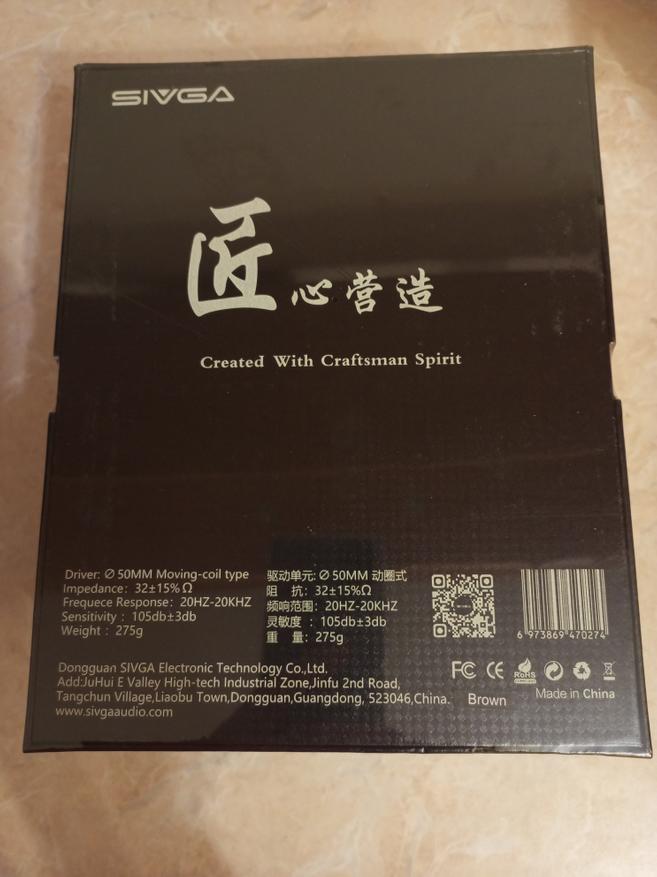 SIVGA
匠心营造
Created With Craftsman Spirit
Driver: ∅50MM Moving-coil type
Impedance: 32±15%Ω
Frequece Response: 20HZ-20KHZ
Sensitivity : 105db±3db
Weight : 275g
驱动单元: ∅50MM 动圈式
阻 抗: 32±15%Ω
频响范围: 20HZ-20KHZ
灵敏度 : 105db±3db
重 量: 275g
6 973869 470274
Dongguan SIVGA Electronic Technology Co.,Ltd.
Add:JuHui E Valley High-tech Industrial Zone,Jinfu 2nd Road,
Tangchun Village,Liaobu Town,Dongguan,Guangdong, 523046,China.
www.sivgaaudio.com
FC CE RoHS
Brown
Made in China